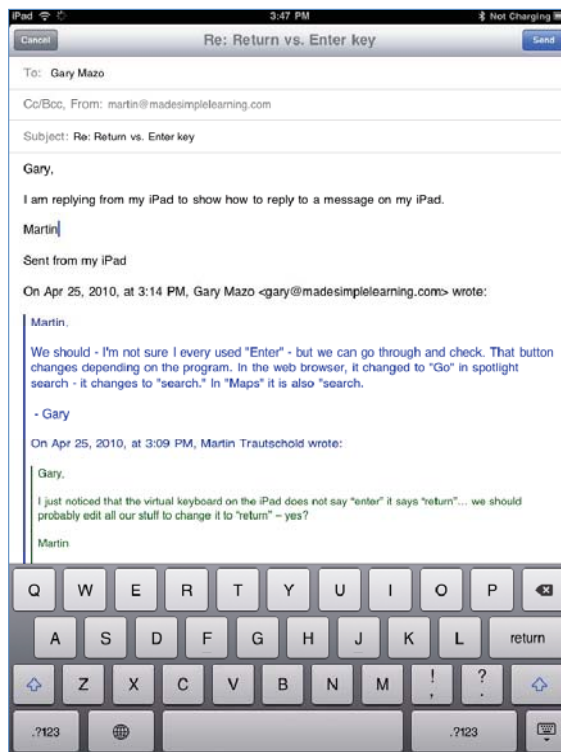 iPad 3:47 PM Not Charging
Cancel Re: Return vs. Enter key Send
To: Gary Mazo
Cc/Bcc, From: martin@madesimplelearning.com
Subject: Re: Return vs. Enter key
Gary,
I am replying from my iPad to show how to reply to a message on my iPad.
Martin
Sent from my iPad
On Apr 25, 2010, at 3:14 PM, Gary Mazo <gary@madesimplelearning.com> wrote:
Martin,
We should - I'm not sure I every used "Enter" - but we can go through and check. That button
changes depending on the program. In the web browser, it changed to "Go" in spotlight
search - it changes to "search." In "Maps" it is also "search.
- Gary
On Apr 25, 2010, at 3:09 PM, Martin Trautschold wrote:
Gary,
I just noticed that the virtual keyboard on the iPad does not say "enter" it says "return"... we should
probably edit all our stuff to change it to "return" – yes?
Martin
Q W E R T Y U I O P
A S D F G H J K L return
Z X C V B N M ! , ? .
.?123 .?123